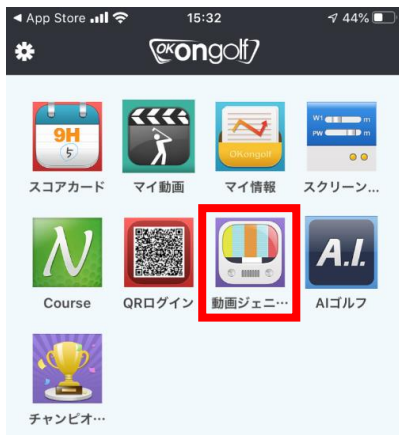 ◀ App Store 15:32 44%
OK ongolf
9H
5
OKongolf
W1 m
PW m
スコアカード マイ動画 マイ情報 スクリーン…
N
A.I.
Course QRログイン 動画ジェニ… AIゴルフ
チャンピオ…